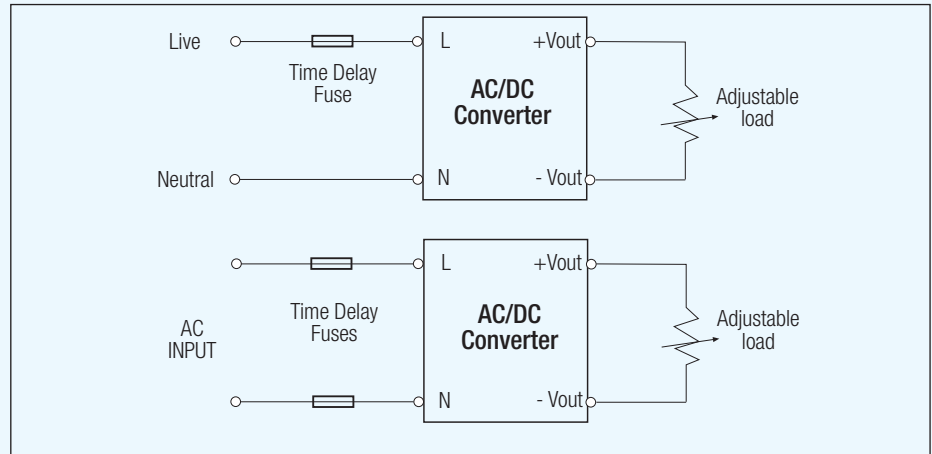 Live
L
+Vout
Time Delay
Fuse
AC/DC
Converter
Adjustable
load
Neutral
N
- Vout
L
+Vout
AC
INPUT
Time Delay
Fuses
AC/DC
Converter
Adjustable
load
N
- Vout